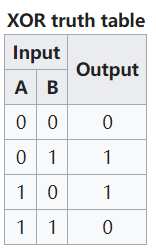 XOR truth table
Input Output
A B
0 0 0
0 1 1
1 0 1
1 1 0